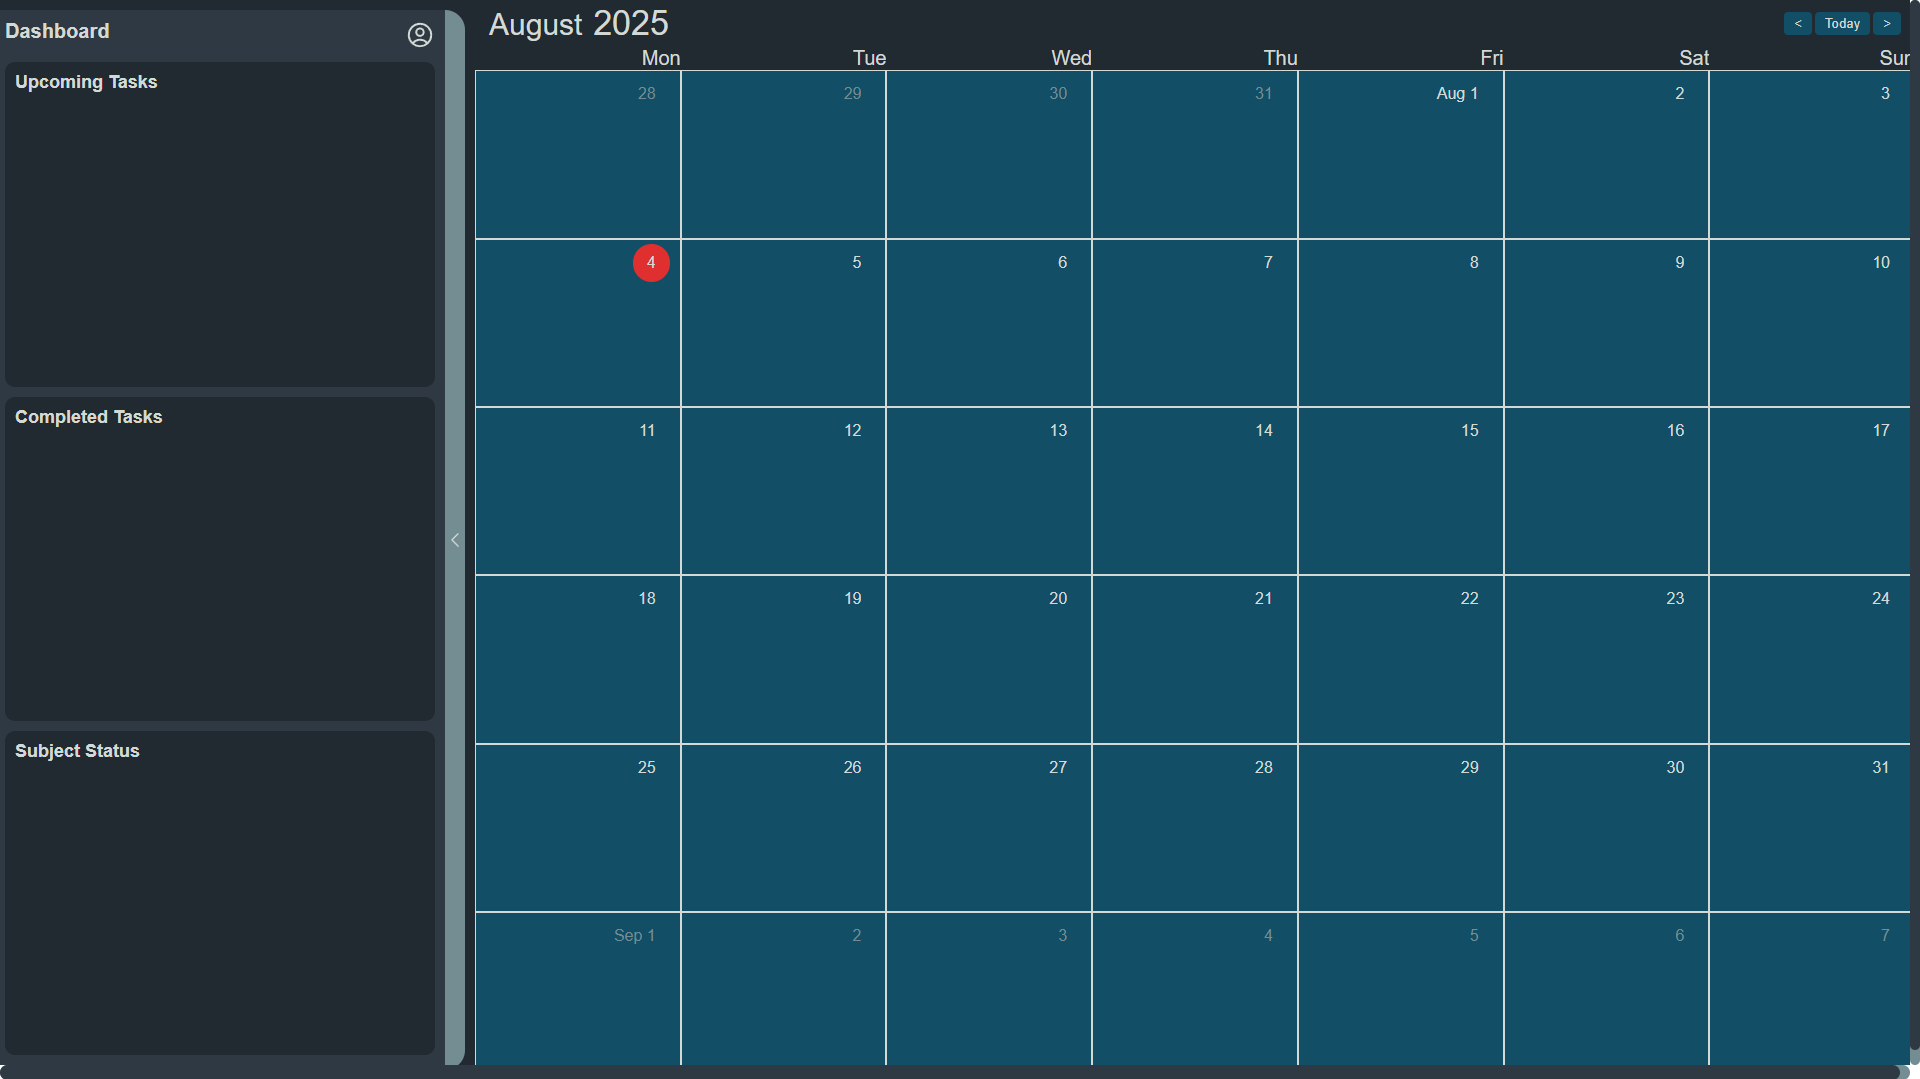 Dashboard
Upcoming Tasks
Completed Tasks
Subject Status
August 2025
< Today >
Mon Tue Wed Thu Fri Sat Sun
28 29 30 31 Aug 1 2 3
4 5 6 7 8 9 10
11 12 13 14 15 16 17
18 19 20 21 22 23 24
25 26 27 28 29 30 31
Sep 1 2 3 4 5 6 7